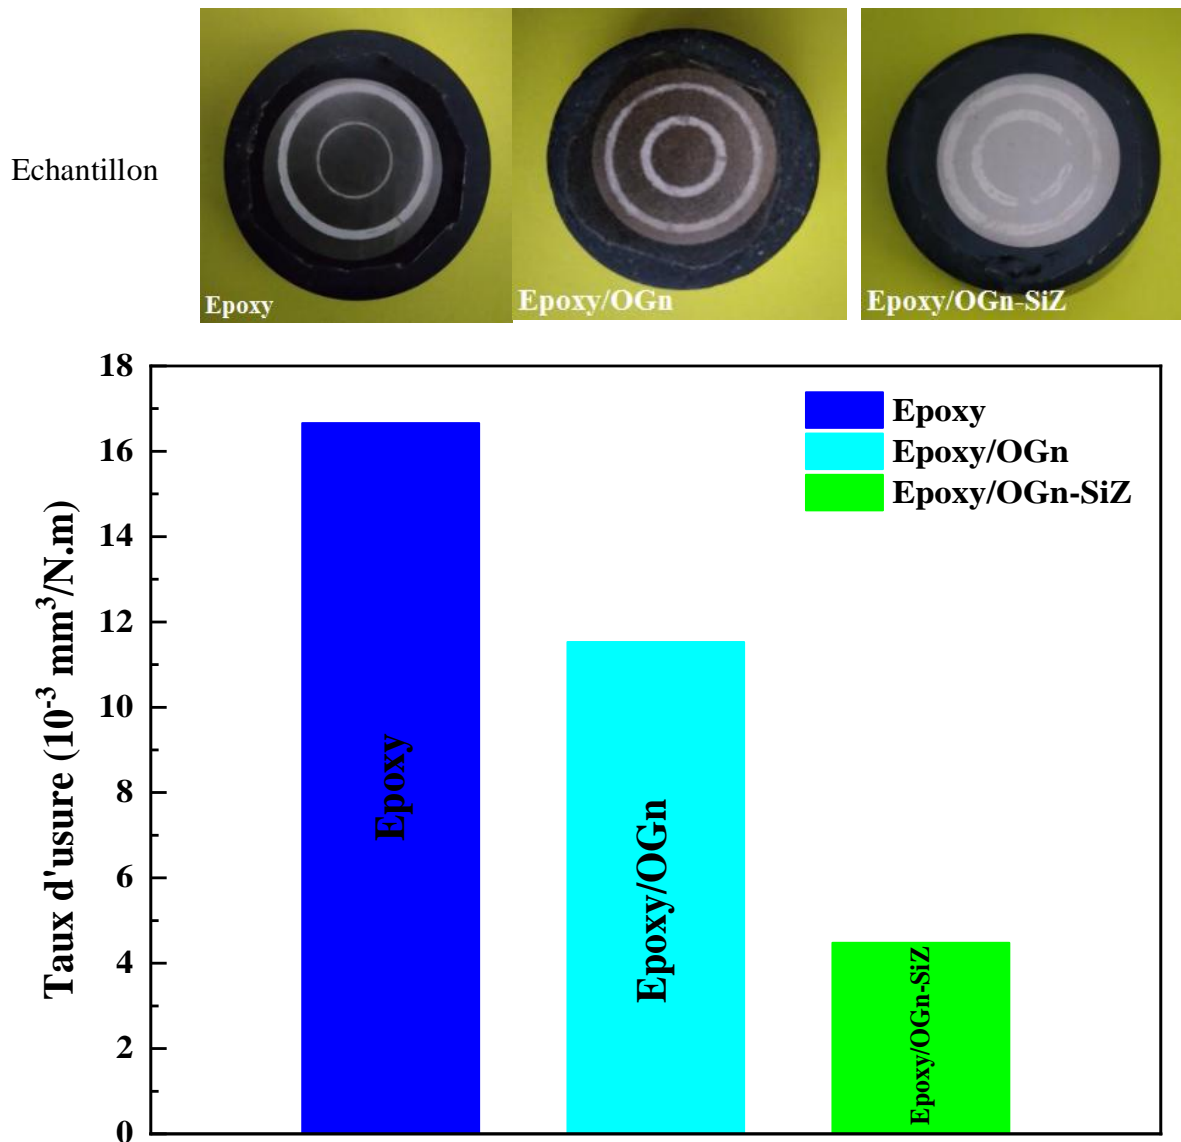 Echantillon
Epoxy
Epoxy/OGn
Epoxy/OGn-SiZ
18
16
14
12
10
8
6
4
2
0
Taux d'usure (10⁻³ mm³/N.m)
Epoxy
Epoxy/OGn
Epoxy/OGn-SiZ
Epoxy
Epoxy/OGn
Epoxy/OGn-SiZ